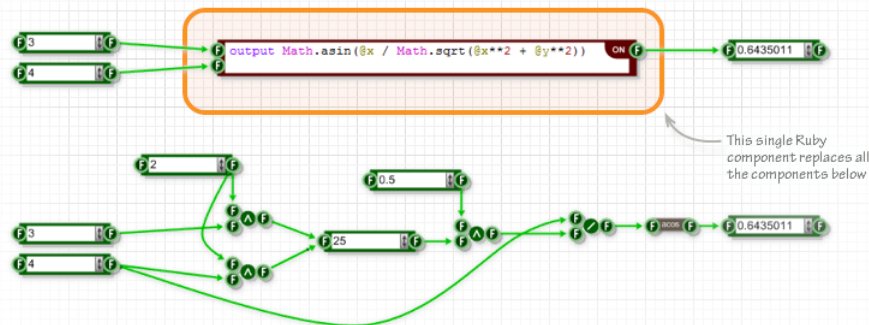 F 3 F
F output Math.asin(@x / Math.sqrt(@x**2 + @y**2)) ON F
F 0.6435011 F
F 4 F
F
This single Ruby
component replaces all
the components below
F 2 F
F 0.5 F
F
F ^ F
F
F 3 F
F 25 F
F ^ F
F
F / F
F acos F
F 0.6435011 F
F 4 F
F
F ^ F